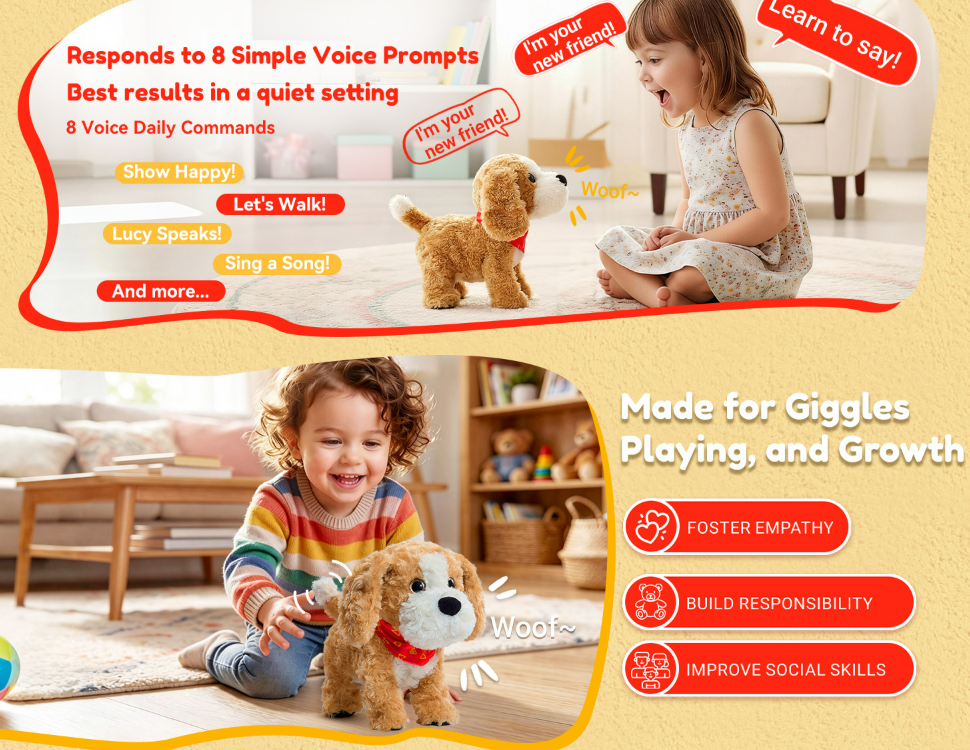 Responds to 8 Simple Voice Prompts
Best results in a quiet setting
8 Voice Daily Commands
Show Happy!
Let's Walk!
Lucy Speaks!
Sing a Song!
And more...
I'm your
new friend!
I'm your
new friend!
Learn to say!
Woof~
Woof~
Made for Giggles
Playing, and Growth
FOSTER EMPATHY
BUILD RESPONSIBILITY
IMPROVE SOCIAL SKILLS